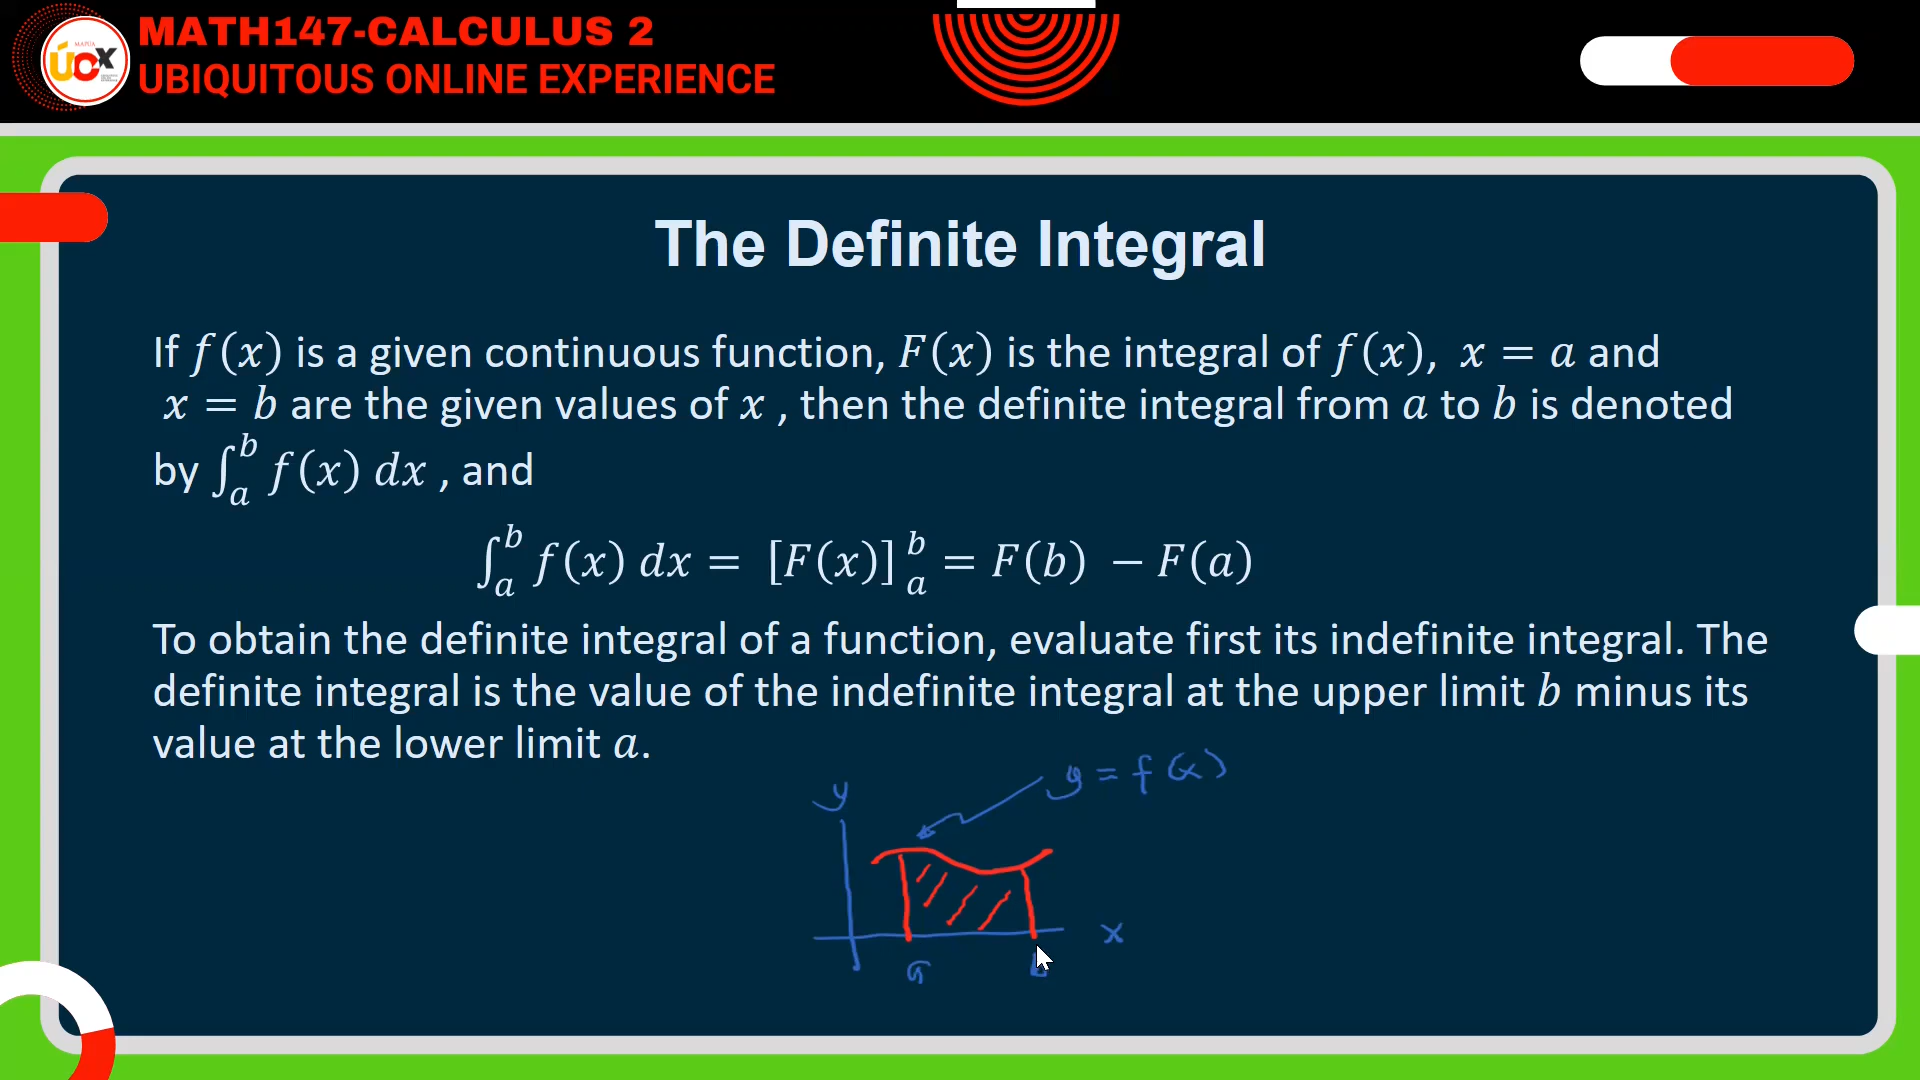 MATH147-CALCULUS 2
UBIQUITOUS ONLINE EXPERIENCE
MAPUA
ÚCX
The Definite Integral
If f(x) is a given continuous function, F(x) is the integral of f(x), x = a and
x = b are the given values of x , then the definite integral from a to b is denoted
by ∫_a^b f(x) dx , and
∫_a^b f(x) dx = [F(x)]_a^b = F(b) − F(a)
To obtain the definite integral of a function, evaluate first its indefinite integral. The
definite integral is the value of the indefinite integral at the upper limit b minus its
value at the lower limit a.
y = f(x)
y
x
a
b